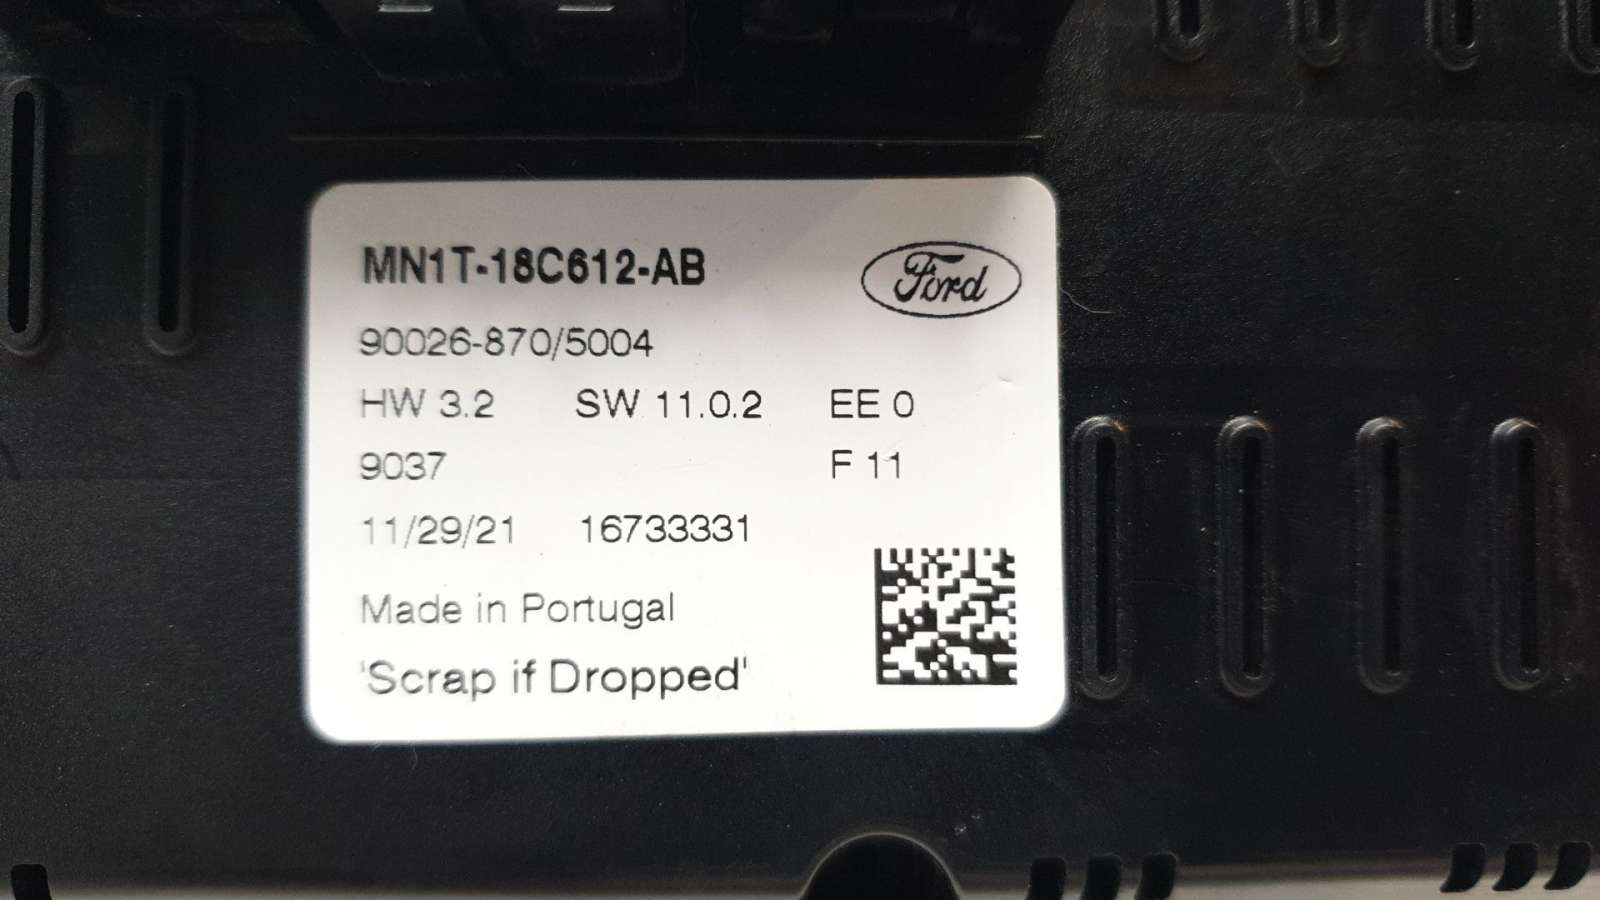 MN1T-18C612-AB
Ford
90026-870/5004
HW 3.2 SW 11.0.2 EE 0
9037 F 11
11/29/21 16733331
Made in Portugal
'Scrap if Dropped'